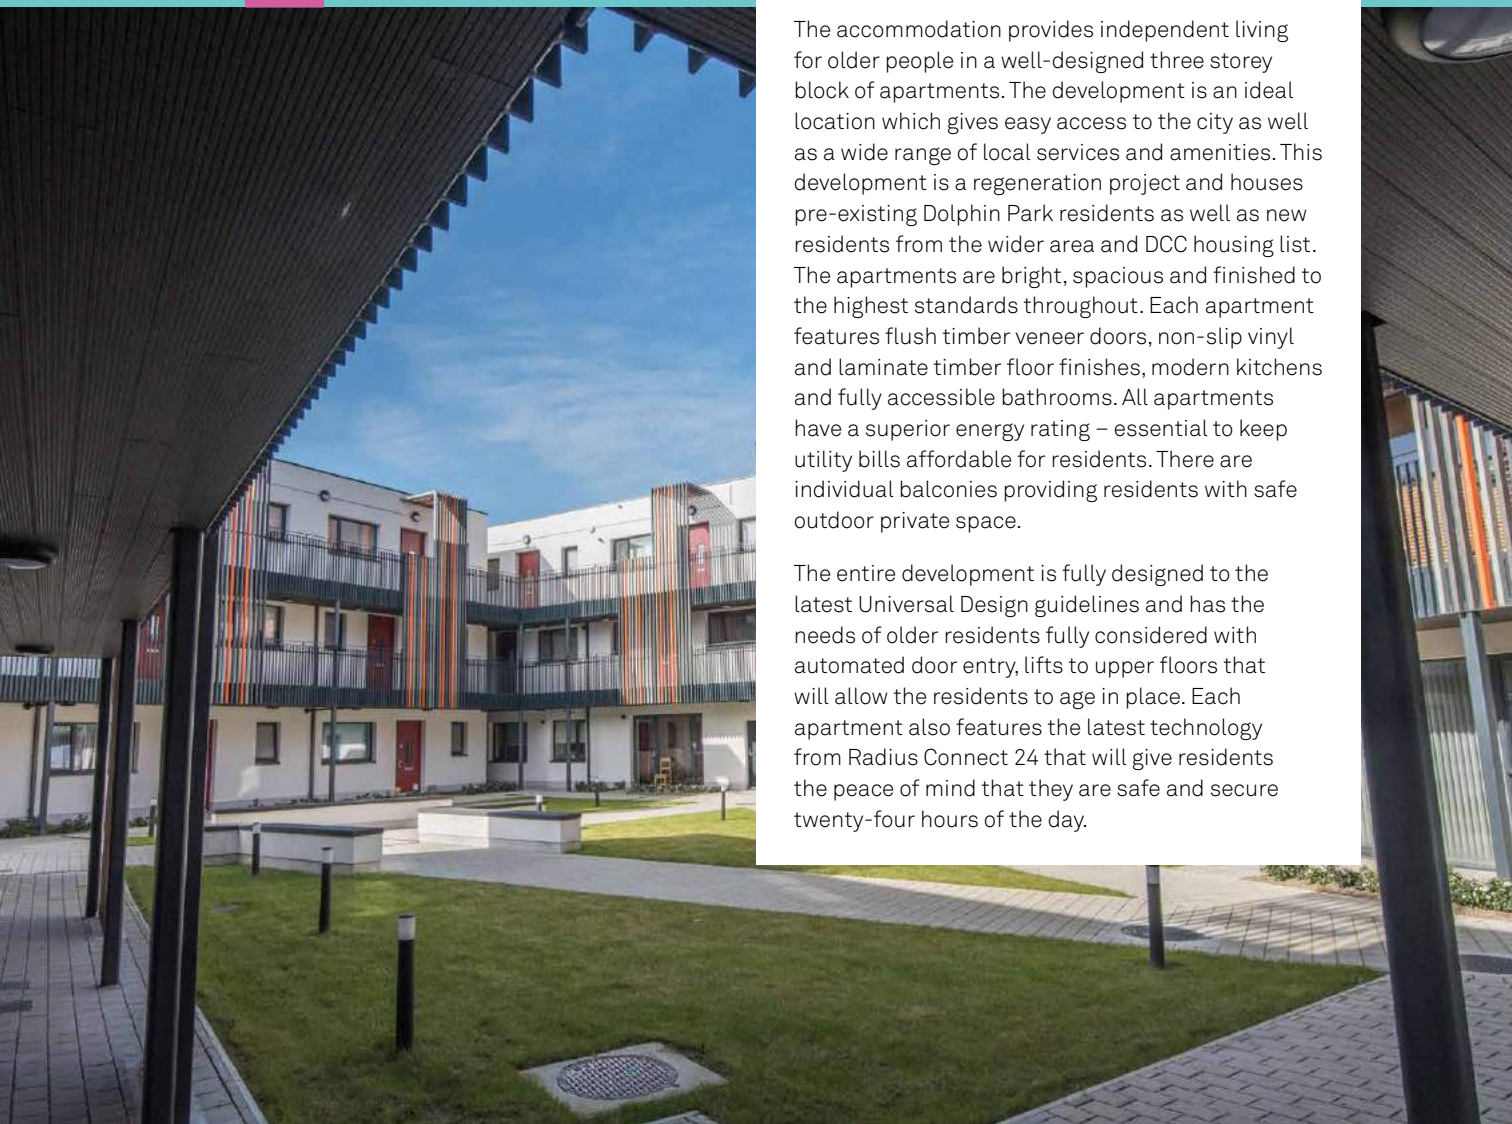 The accommodation provides independent living
for older people in a well-designed three storey
block of apartments. The development is an ideal
location which gives easy access to the city as well
as a wide range of local services and amenities. This
development is a regeneration project and houses
pre-existing Dolphin Park residents as well as new
residents from the wider area and DCC housing list.
The apartments are bright, spacious and finished to
the highest standards throughout. Each apartment
features flush timber veneer doors, non-slip vinyl
and laminate timber floor finishes, modern kitchens
and fully accessible bathrooms. All apartments
have a superior energy rating – essential to keep
utility bills affordable for residents. There are
individual balconies providing residents with safe
outdoor private space.
The entire development is fully designed to the
latest Universal Design guidelines and has the
needs of older residents fully considered with
automated door entry, lifts to upper floors that
will allow the residents to age in place. Each
apartment also features the latest technology
from Radius Connect 24 that will give residents
the peace of mind that they are safe and secure
twenty-four hours of the day.